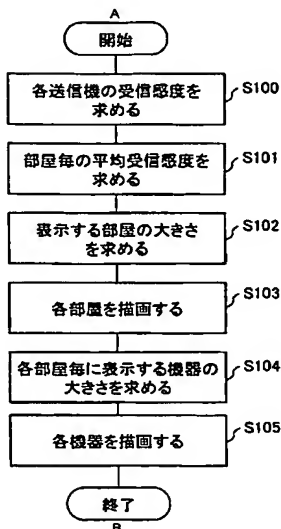 A
開始
各送信機の受信感度を
求める
S100
部屋毎の平均受信感度を
求める
S101
表示する部屋の大きさ
を求める
S102
各部屋を描画する
S103
各部屋毎に表示する機器の
大きさを求める
S104
各機器を描画する
S105
終了
B